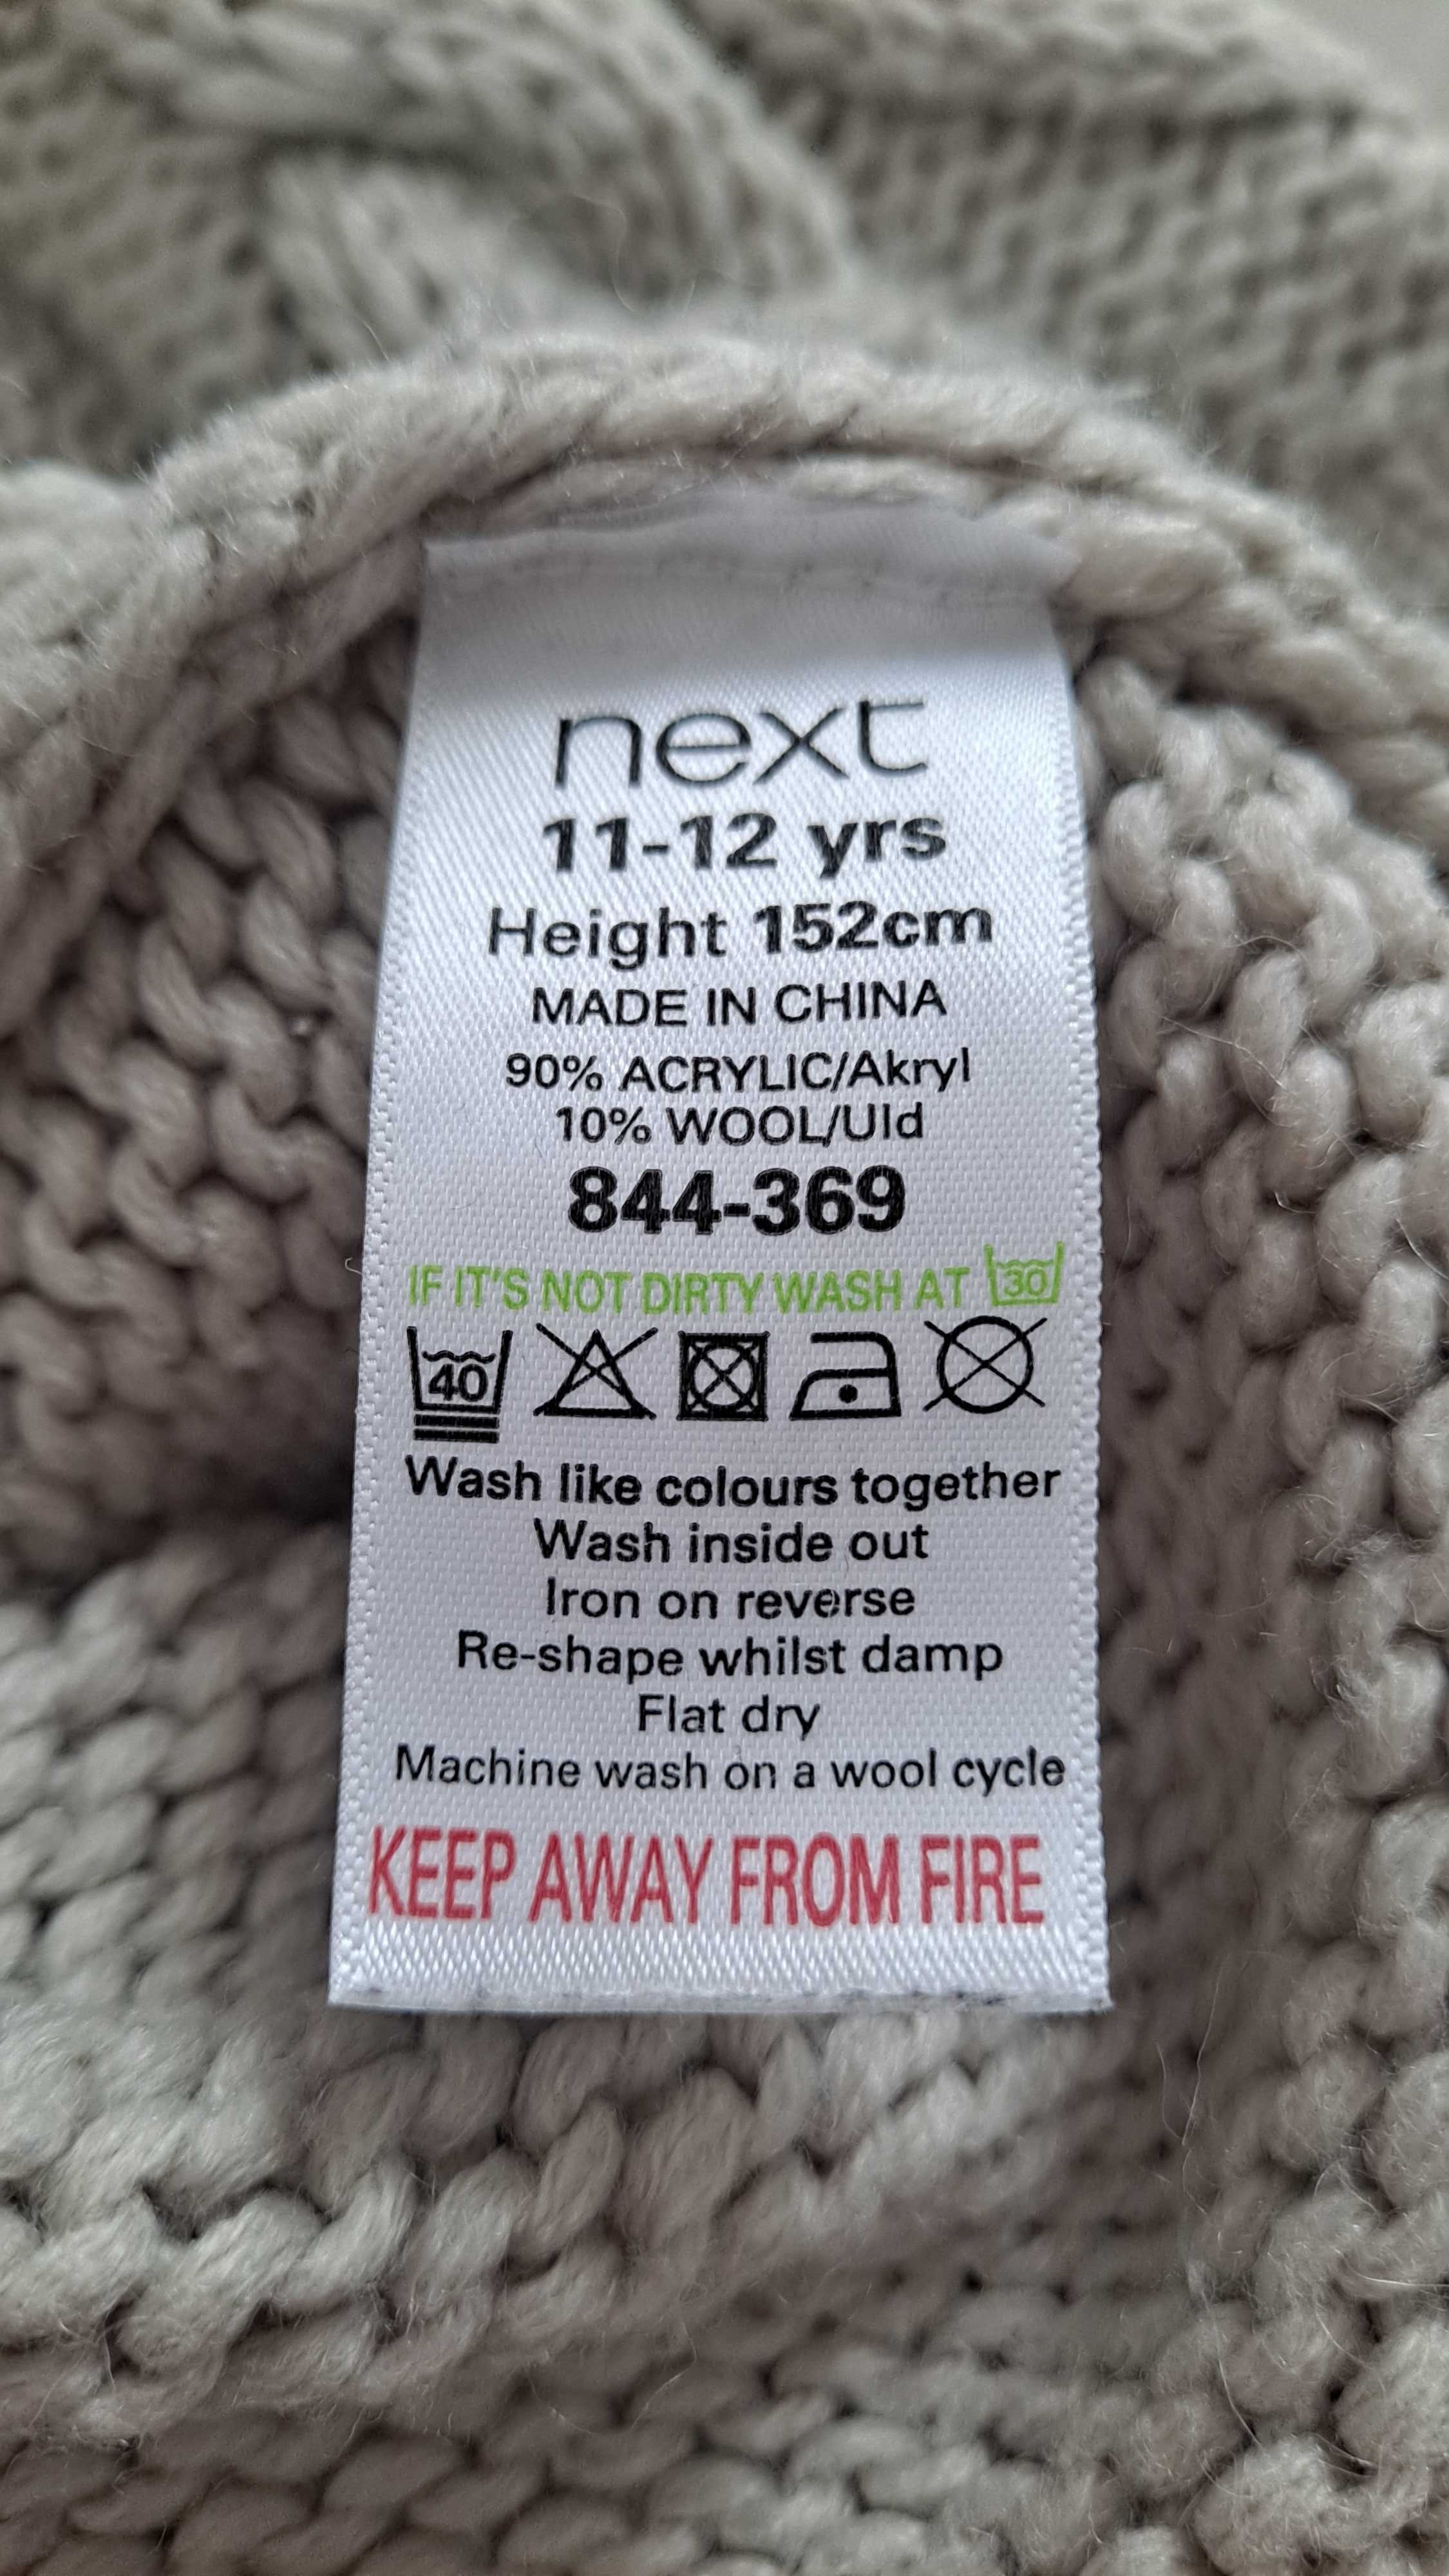 next
11-12 yrs
Height 152cm
MADE IN CHINA
90% ACRYLIC/Akryl
10% WOOL/Uld
844-369
IF IT'S NOT DIRTY WASH AT 30
40
Wash like colours together
Wash inside out
Iron on reverse
Re-shape whilst damp
Flat dry
Machine wash on a wool cycle
KEEP AWAY FROM FIRE